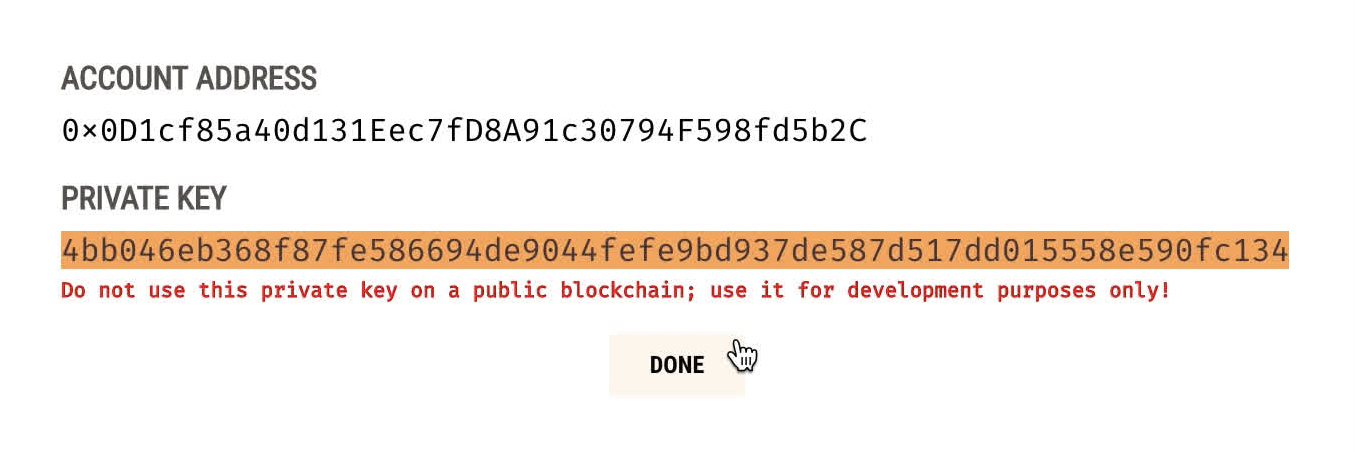 ACCOUNT ADDRESS
0×0D1cf85a40d131Eec7fD8A91c30794F598fd5b2C
PRIVATE KEY
4bb046eb368f87fe586694de9044fefe9bd937de587d517dd015558e590fc134
Do not use this private key on a public blockchain; use it for development purposes only!
DONE